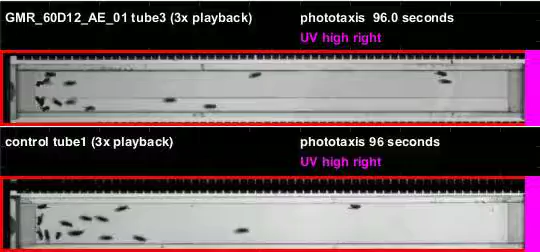 GMR_60D12_AE_01 tube3 (3x playback) phototaxis 96.0 seconds
UV high right
control tube1 (3x playback) phototaxis 96 seconds
UV high right